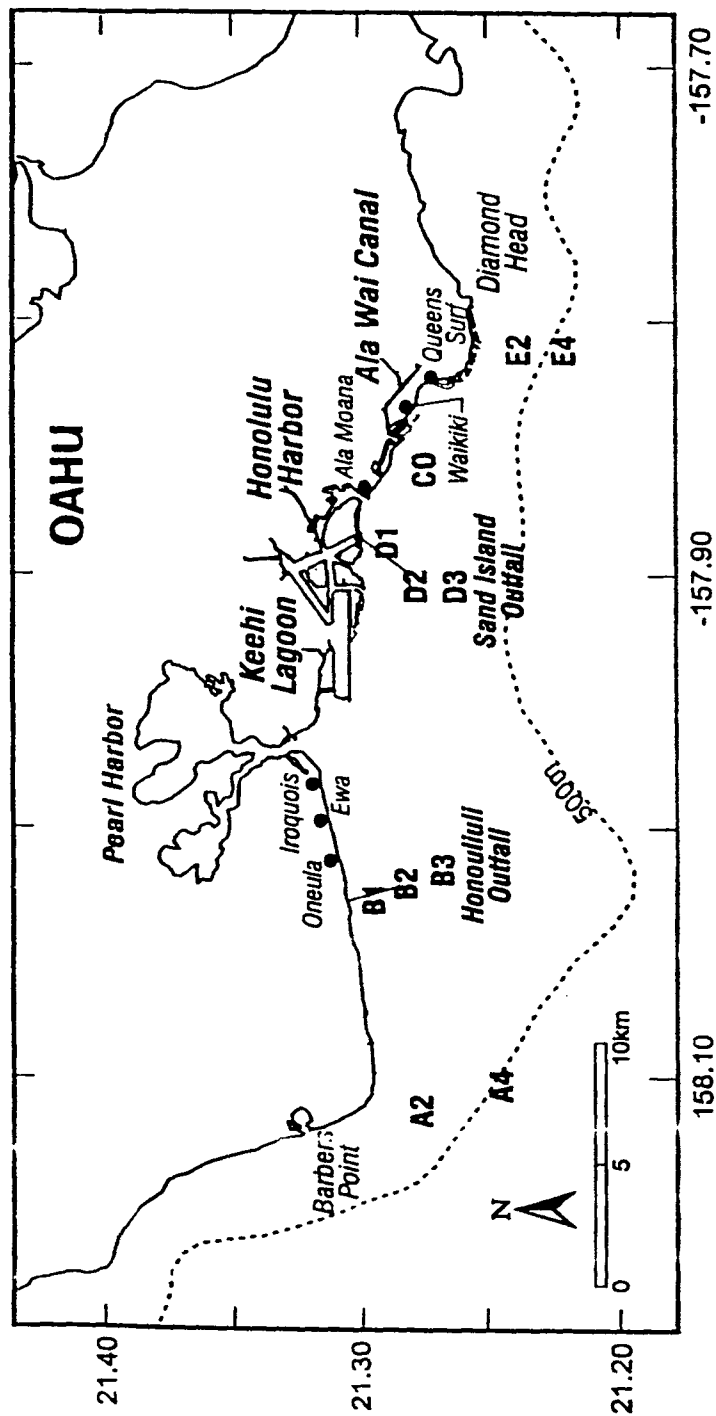 OAHU
Pearl Harbor
Keehi
Lagoon
Honolulu
Harbor
Ala Moana
Ala Wai Canal
Queens
Surf
Diamond
Head
Waikiki
Iroquois
Ewa
Oneula
Barbers
Point
A2
A4
B1
B2
B3
Honoulluli
Outfall
D1
D2
D3
Sand Island
Outfall
C0
E2
E4
500m
N
0
5
10km
21.40
21.30
21.20
158.10
-157.90
-157.70